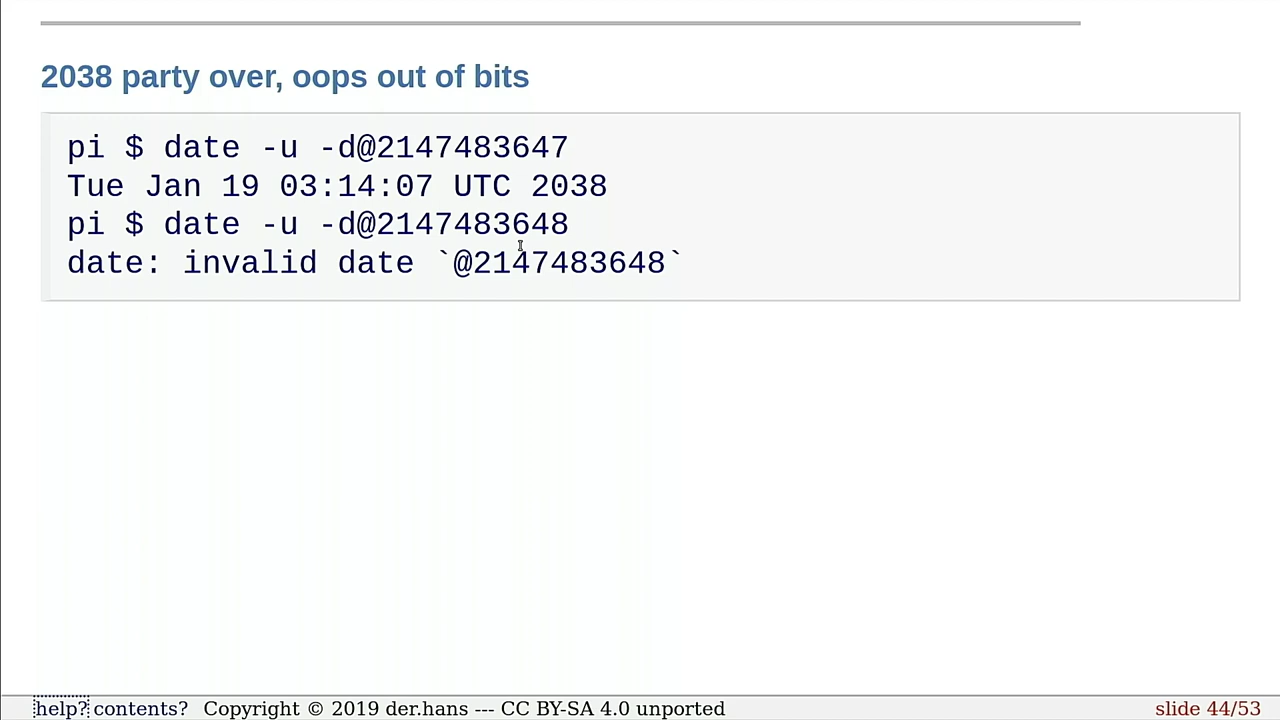 2038 party over, oops out of bits
pi $ date -u -d@2147483647
Tue Jan 19 03:14:07 UTC 2038
pi $ date -u -d@2147483648
date: invalid date `@2147483648`
help? contents? Copyright © 2019 der.hans --- CC BY-SA 4.0 unported slide 44/53